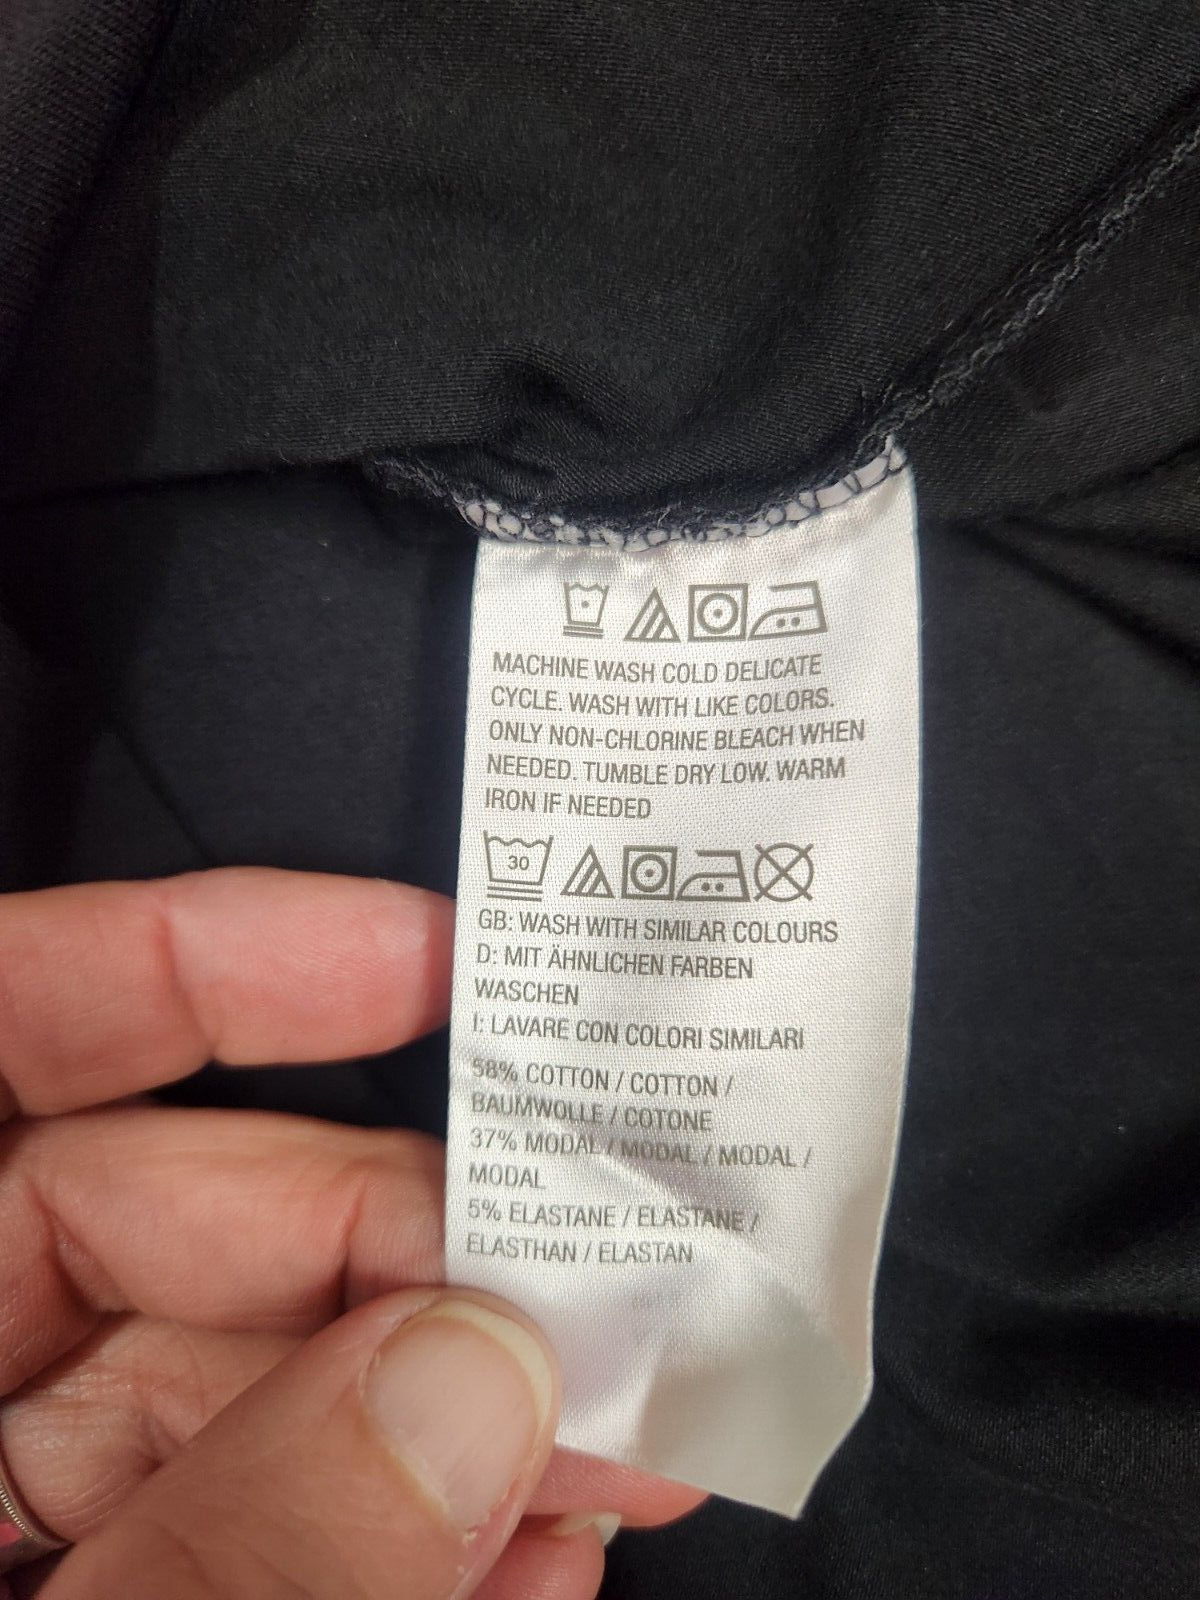 MACHINE WASH COLD DELICATE
CYCLE. WASH WITH LIKE COLORS.
ONLY NON-CHLORINE BLEACH WHEN
NEEDED. TUMBLE DRY LOW. WARM
IRON IF NEEDED
30
GB: WASH WITH SIMILAR COLOURS
D: MIT ÄHNLICHEN FARBEN
WASCHEN
I: LAVARE CON COLORI SIMILARI
58% COTTON / COTTON /
BAUMWOLLE / COTONE
37% MODAL / MODAL / MODAL /
MODAL
5% ELASTANE / ELASTANE /
ELASTHAN / ELASTAN